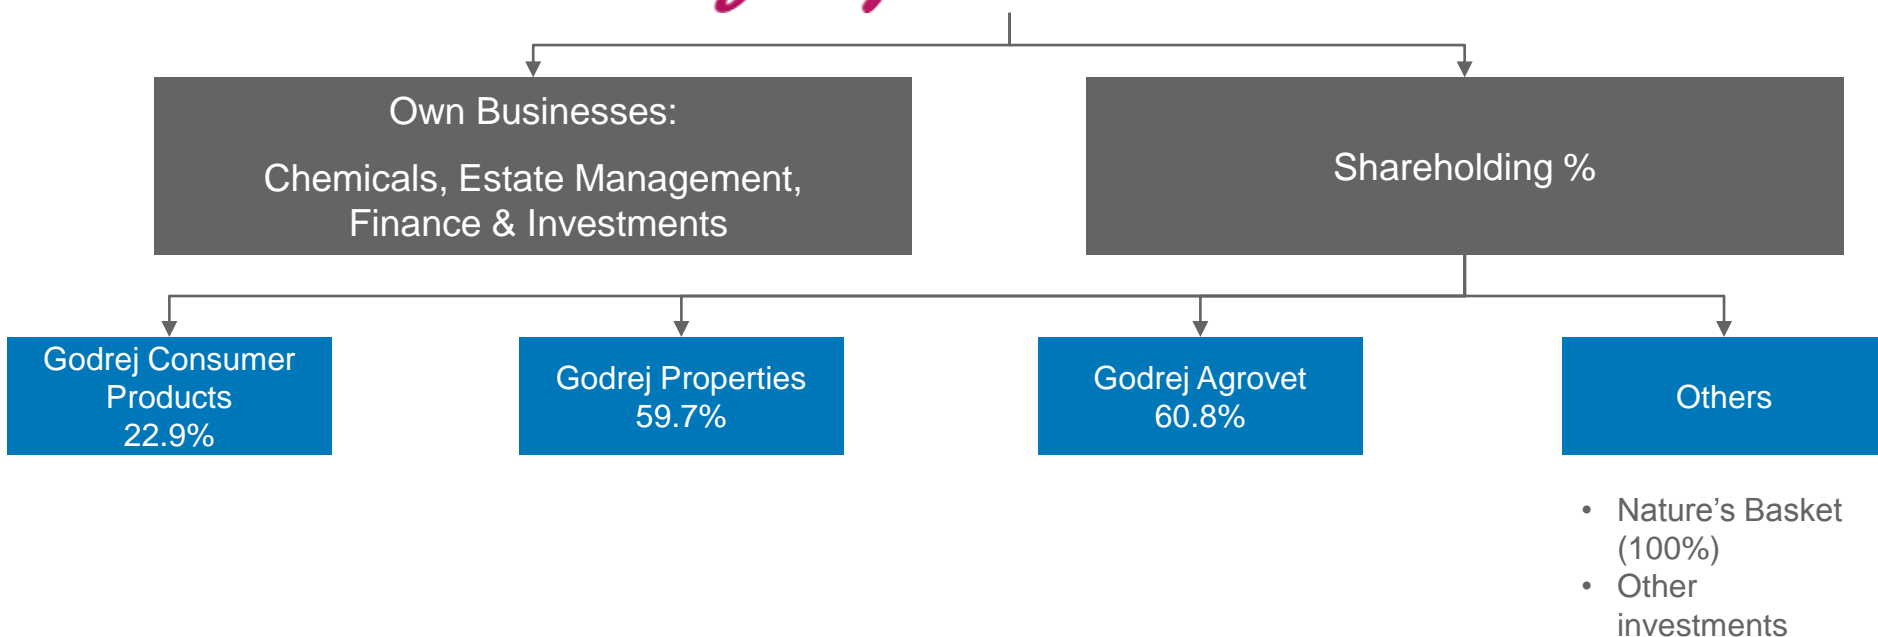 Own Businesses:
Chemicals, Estate Management,
Finance & Investments
Shareholding %
Godrej Consumer
Products
22.9%
Godrej Properties
59.7%
Godrej Agrovet
60.8%
Others
• Nature’s Basket
(100%)
• Other
investments